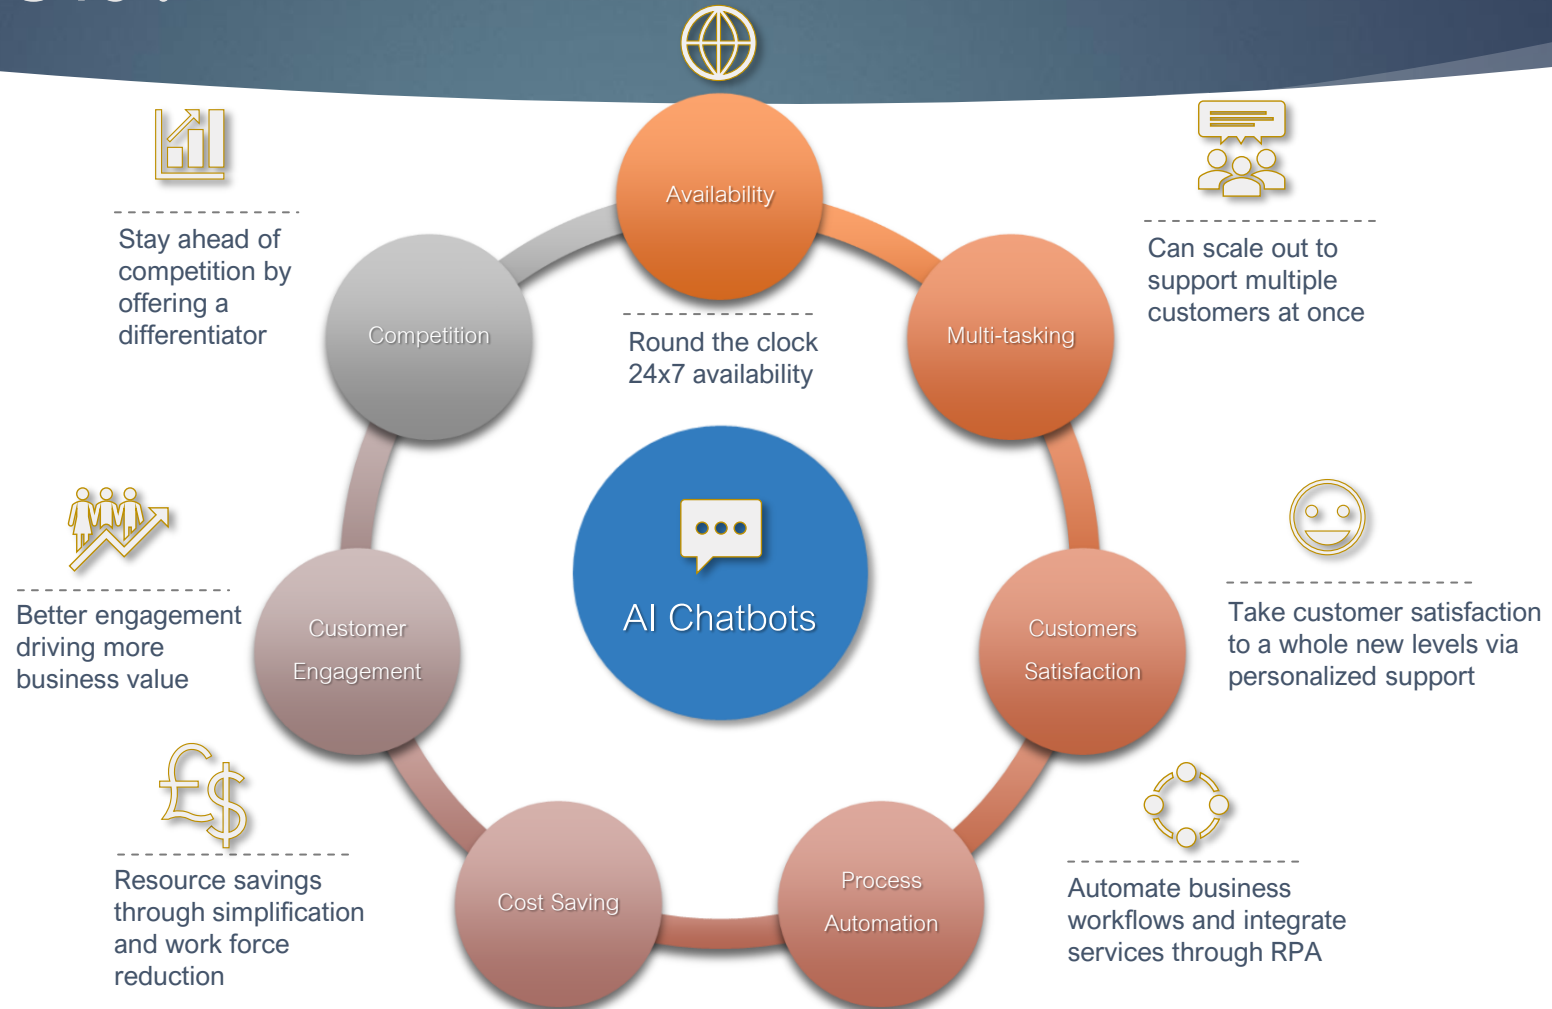 Availability
Round the clock
24x7 availability
Multi-tasking
Can scale out to
support multiple
customers at once
Customers
Satisfaction
Take customer satisfaction
to a whole new levels via
personalized support
Process
Automation
Automate business
workflows and integrate
services through RPA
Cost Saving
Resource savings
through simplification
and work force
reduction
Customer
Engagement
Better engagement
driving more
business value
Competition
Stay ahead of
competition by
offering a
differentiator
AI Chatbots